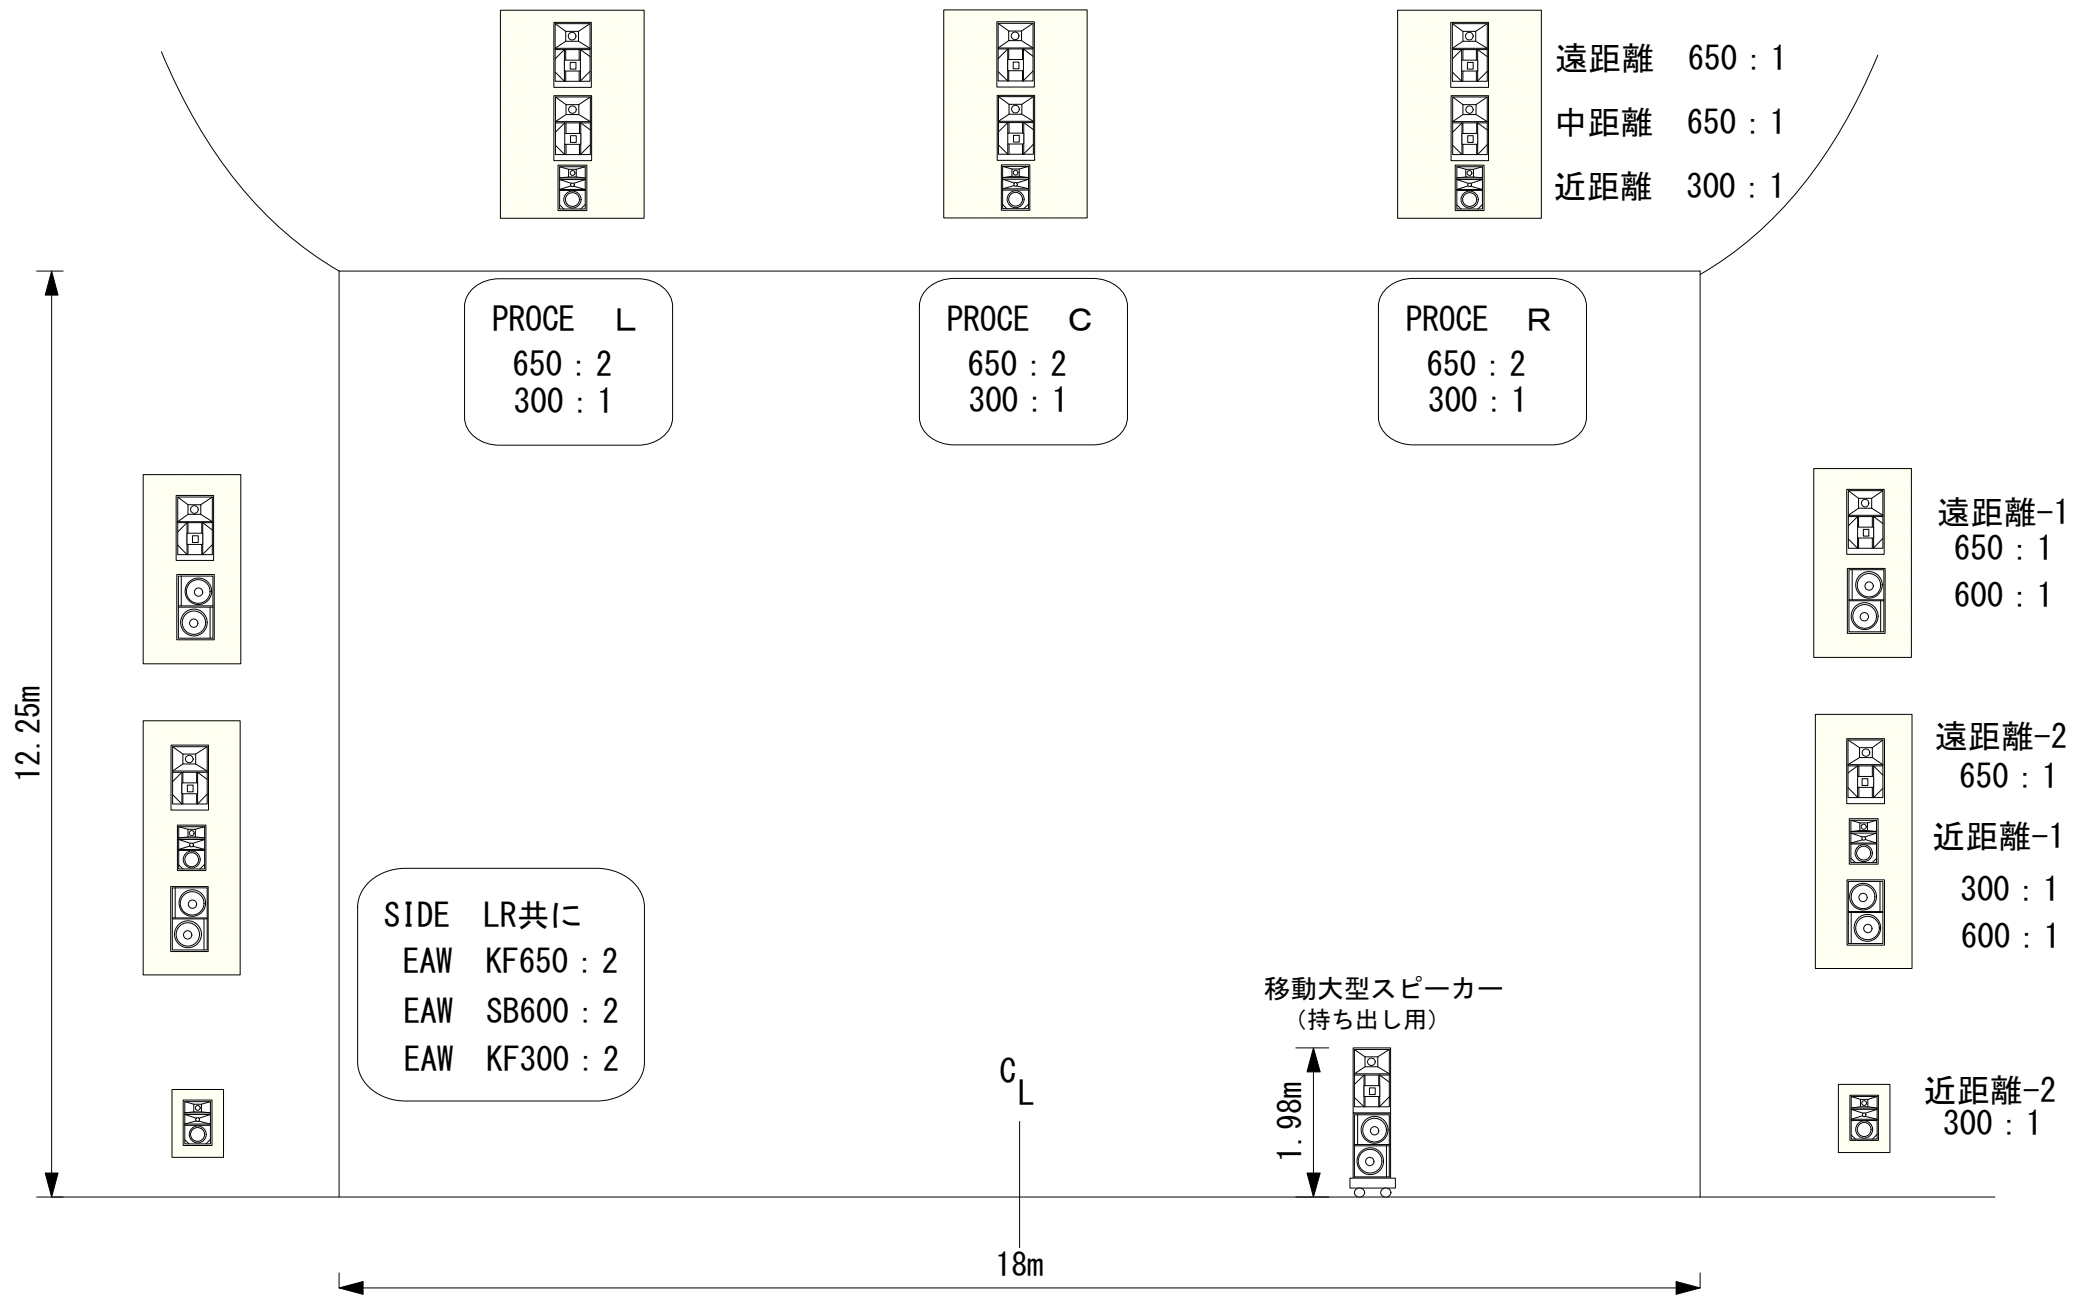 遠距離 650：1
中距離 650：1
近距離 300：1
PROCE L
650：2
300：1
PROCE C
650：2
300：1
PROCE R
650：2
300：1
遠距離-1
650：1
600：1
12.25m
遠距離-2
650：1
近距離-1
300：1
600：1
SIDE LR共に
EAW KF650：2
EAW SB600：2
EAW KF300：2
移動大型スピーカー
（持ち出し用）
1.98m
CL
近距離-2
300：1
18m